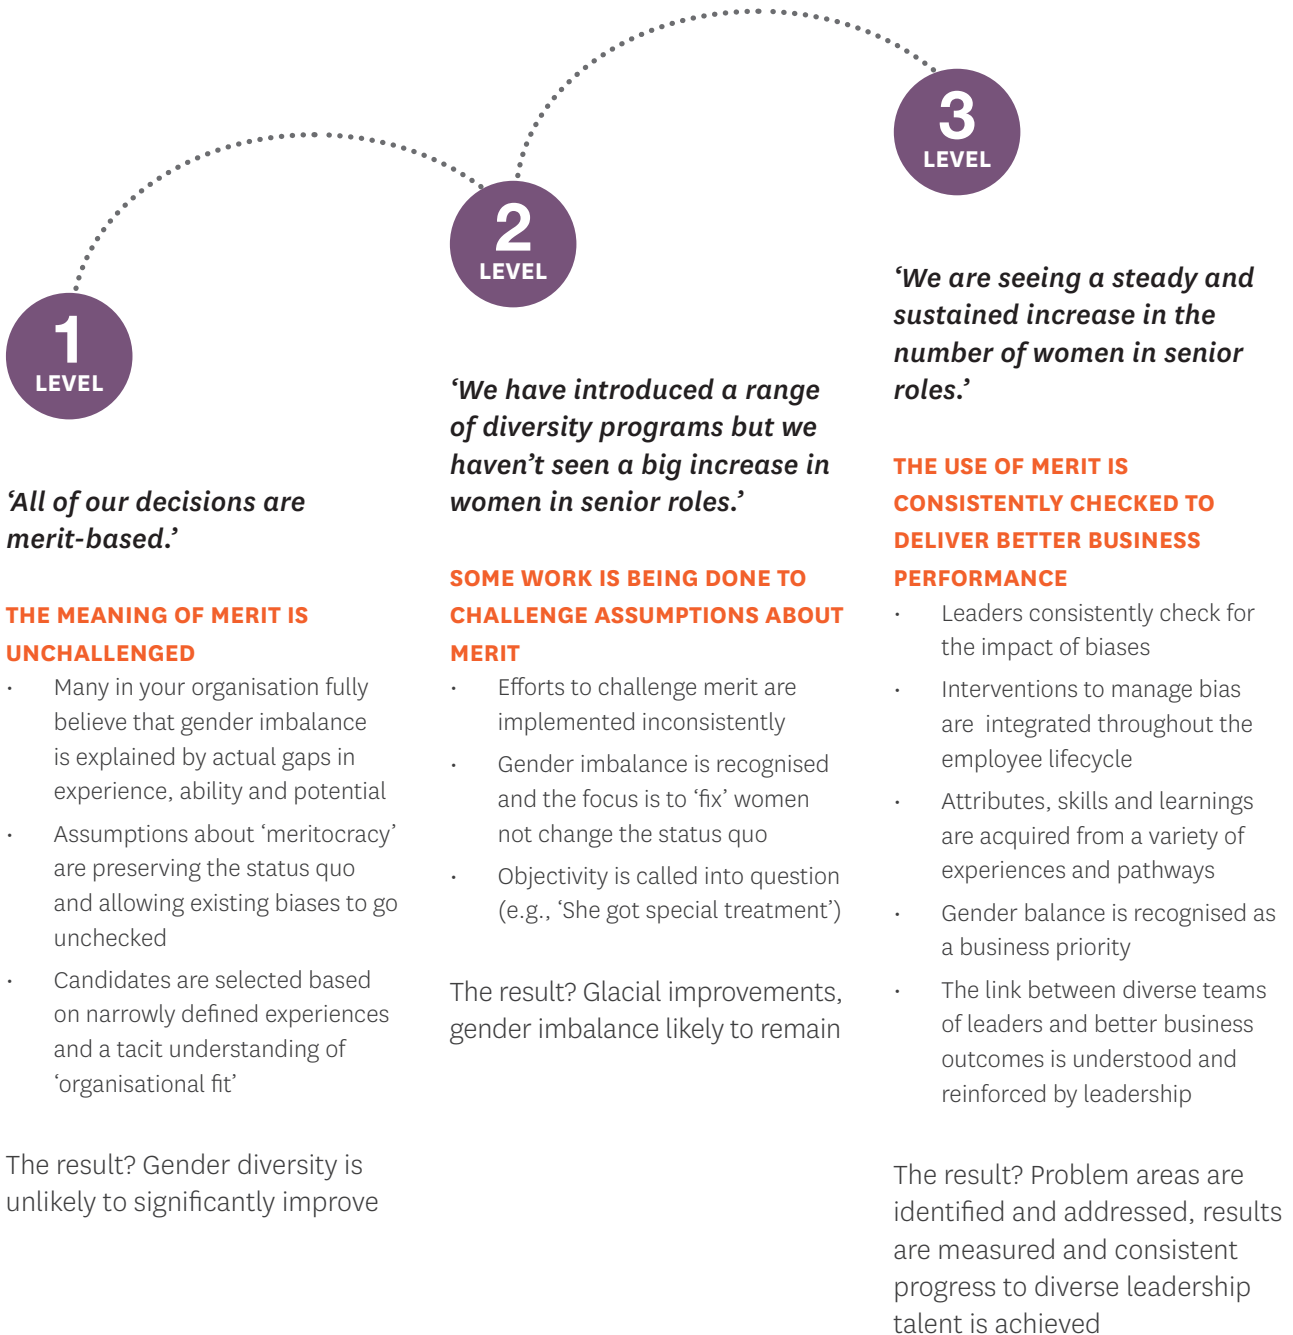 1
LEVEL
‘All of our decisions are
merit-based.’
THE MEANING OF MERIT IS
UNCHALLENGED
• Many in your organisation fully
believe that gender imbalance
is explained by actual gaps in
experience, ability and potential
• Assumptions about ‘meritocracy’
are preserving the status quo
and allowing existing biases to go
unchecked
• Candidates are selected based
on narrowly defined experiences
and a tacit understanding of
‘organisational fit’
The result? Gender diversity is
unlikely to significantly improve
2
LEVEL
‘We have introduced a range
of diversity programs but we
haven’t seen a big increase in
women in senior roles.’
SOME WORK IS BEING DONE TO
CHALLENGE ASSUMPTIONS ABOUT
MERIT
• Efforts to challenge merit are
implemented inconsistently
• Gender imbalance is recognised
and the focus is to ‘fix’ women
not change the status quo
• Objectivity is called into question
(e.g., ‘She got special treatment’)
The result? Glacial improvements,
gender imbalance likely to remain
3
LEVEL
‘We are seeing a steady and
sustained increase in the
number of women in senior
roles.’
THE USE OF MERIT IS
CONSISTENTLY CHECKED TO
DELIVER BETTER BUSINESS
PERFORMANCE
• Leaders consistently check for
the impact of biases
• Interventions to manage bias
are integrated throughout the
employee lifecycle
• Attributes, skills and learnings
are acquired from a variety of
experiences and pathways
• Gender balance is recognised as
a business priority
• The link between diverse teams
of leaders and better business
outcomes is understood and
reinforced by leadership
The result? Problem areas are
identified and addressed, results
are measured and consistent
progress to diverse leadership
talent is achieved